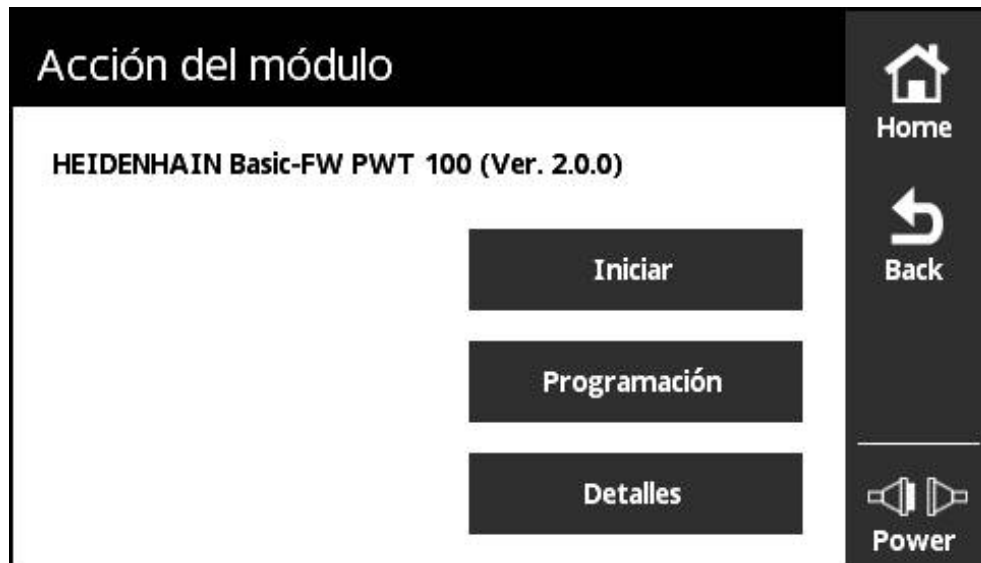 Acción del módulo
HEIDENHAIN Basic-FW PWT 100 (Ver. 2.0.0)
Iniciar
Programación
Detalles
Home
Back
Power